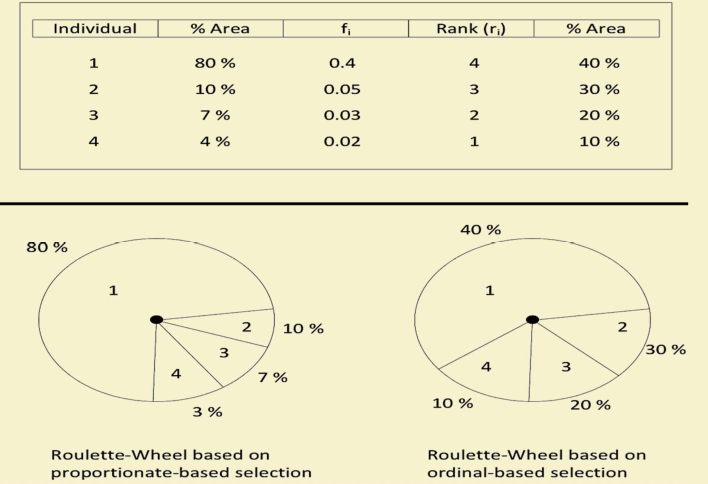 Individual % Area fi Rank (ri) % Area
1 80 % 0.4 4 40 %
2 10 % 0.05 3 30 %
3 7 % 0.03 2 20 %
4 4 % 0.02 1 10 %
80 %
1
2
10 %
3
7 %
4
3 %
Roulette-Wheel based on
proportionate-based selection
40 %
1
2
30 %
4
3
10 %
20 %
Roulette-Wheel based on
ordinal-based selection